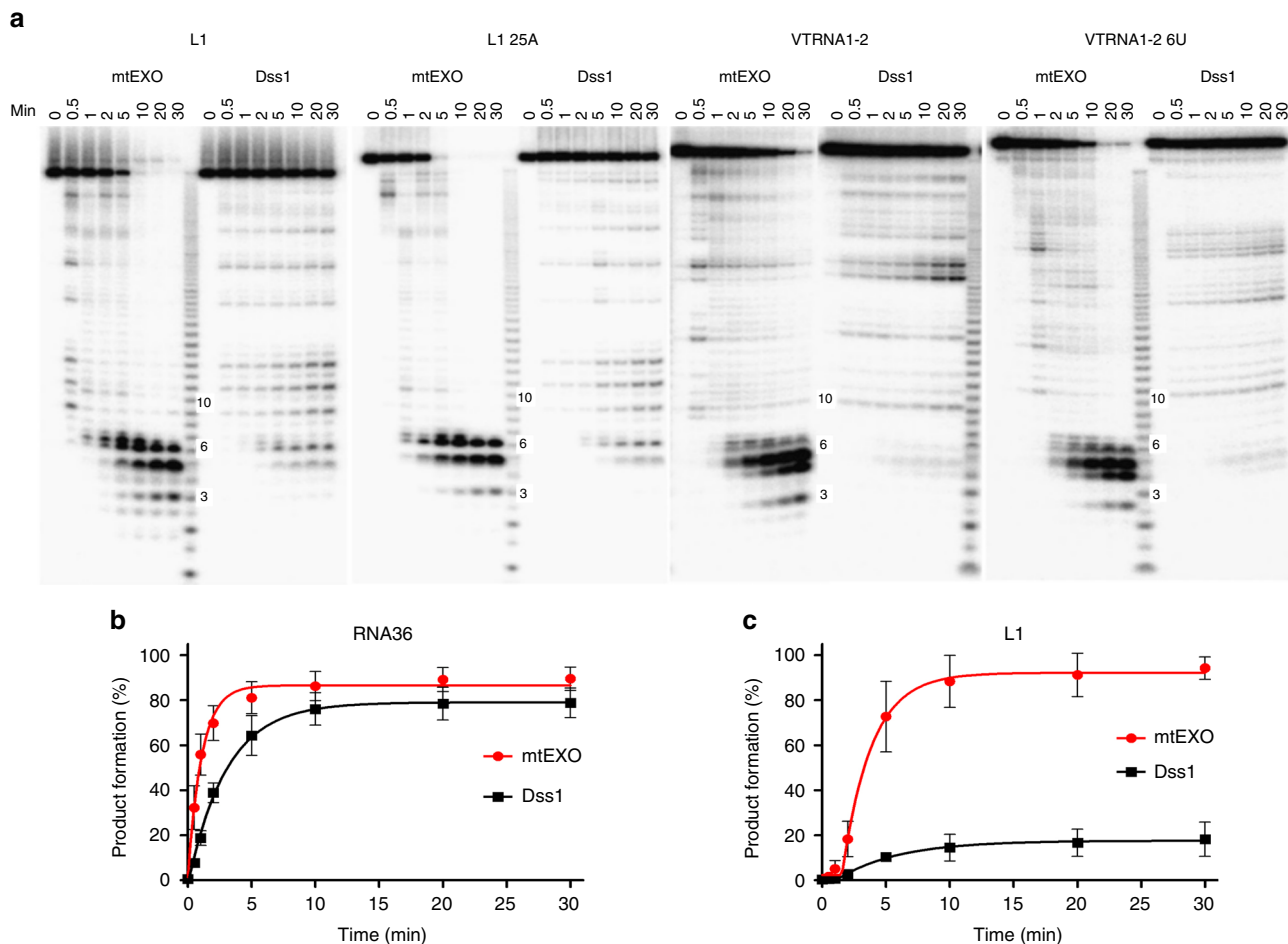 a
L1 L1 25A VTRNA1-2 VTRNA1-2 6U
mtEXO Dss1 mtEXO Dss1 mtEXO Dss1 mtEXO Dss1
Min 0 0.5 1 2 5 10 20 30 0 0.5 1 2 5 10 20 30 0 0.5 1 2 5 10 20 30 0 0.5 1 2 5 10 20 30 0 0.5 1 2 5 10 20 30 0 0.5 1 2 5 10 20 30 0 0.5 1 2 5 10 20 30 0 0.5 1 2 5 10 20 30
10 10 10 10
6 6 6 6
3 3 3 3
b
RNA36
Product formation (%)
100
80
60
40
20
0
mtEXO
Dss1
0 5 10 15 20 25 30
Time (min)
c
L1
Product formation (%)
100
80
60
40
20
0
mtEXO
Dss1
0 5 10 15 20 25 30
Time (min)